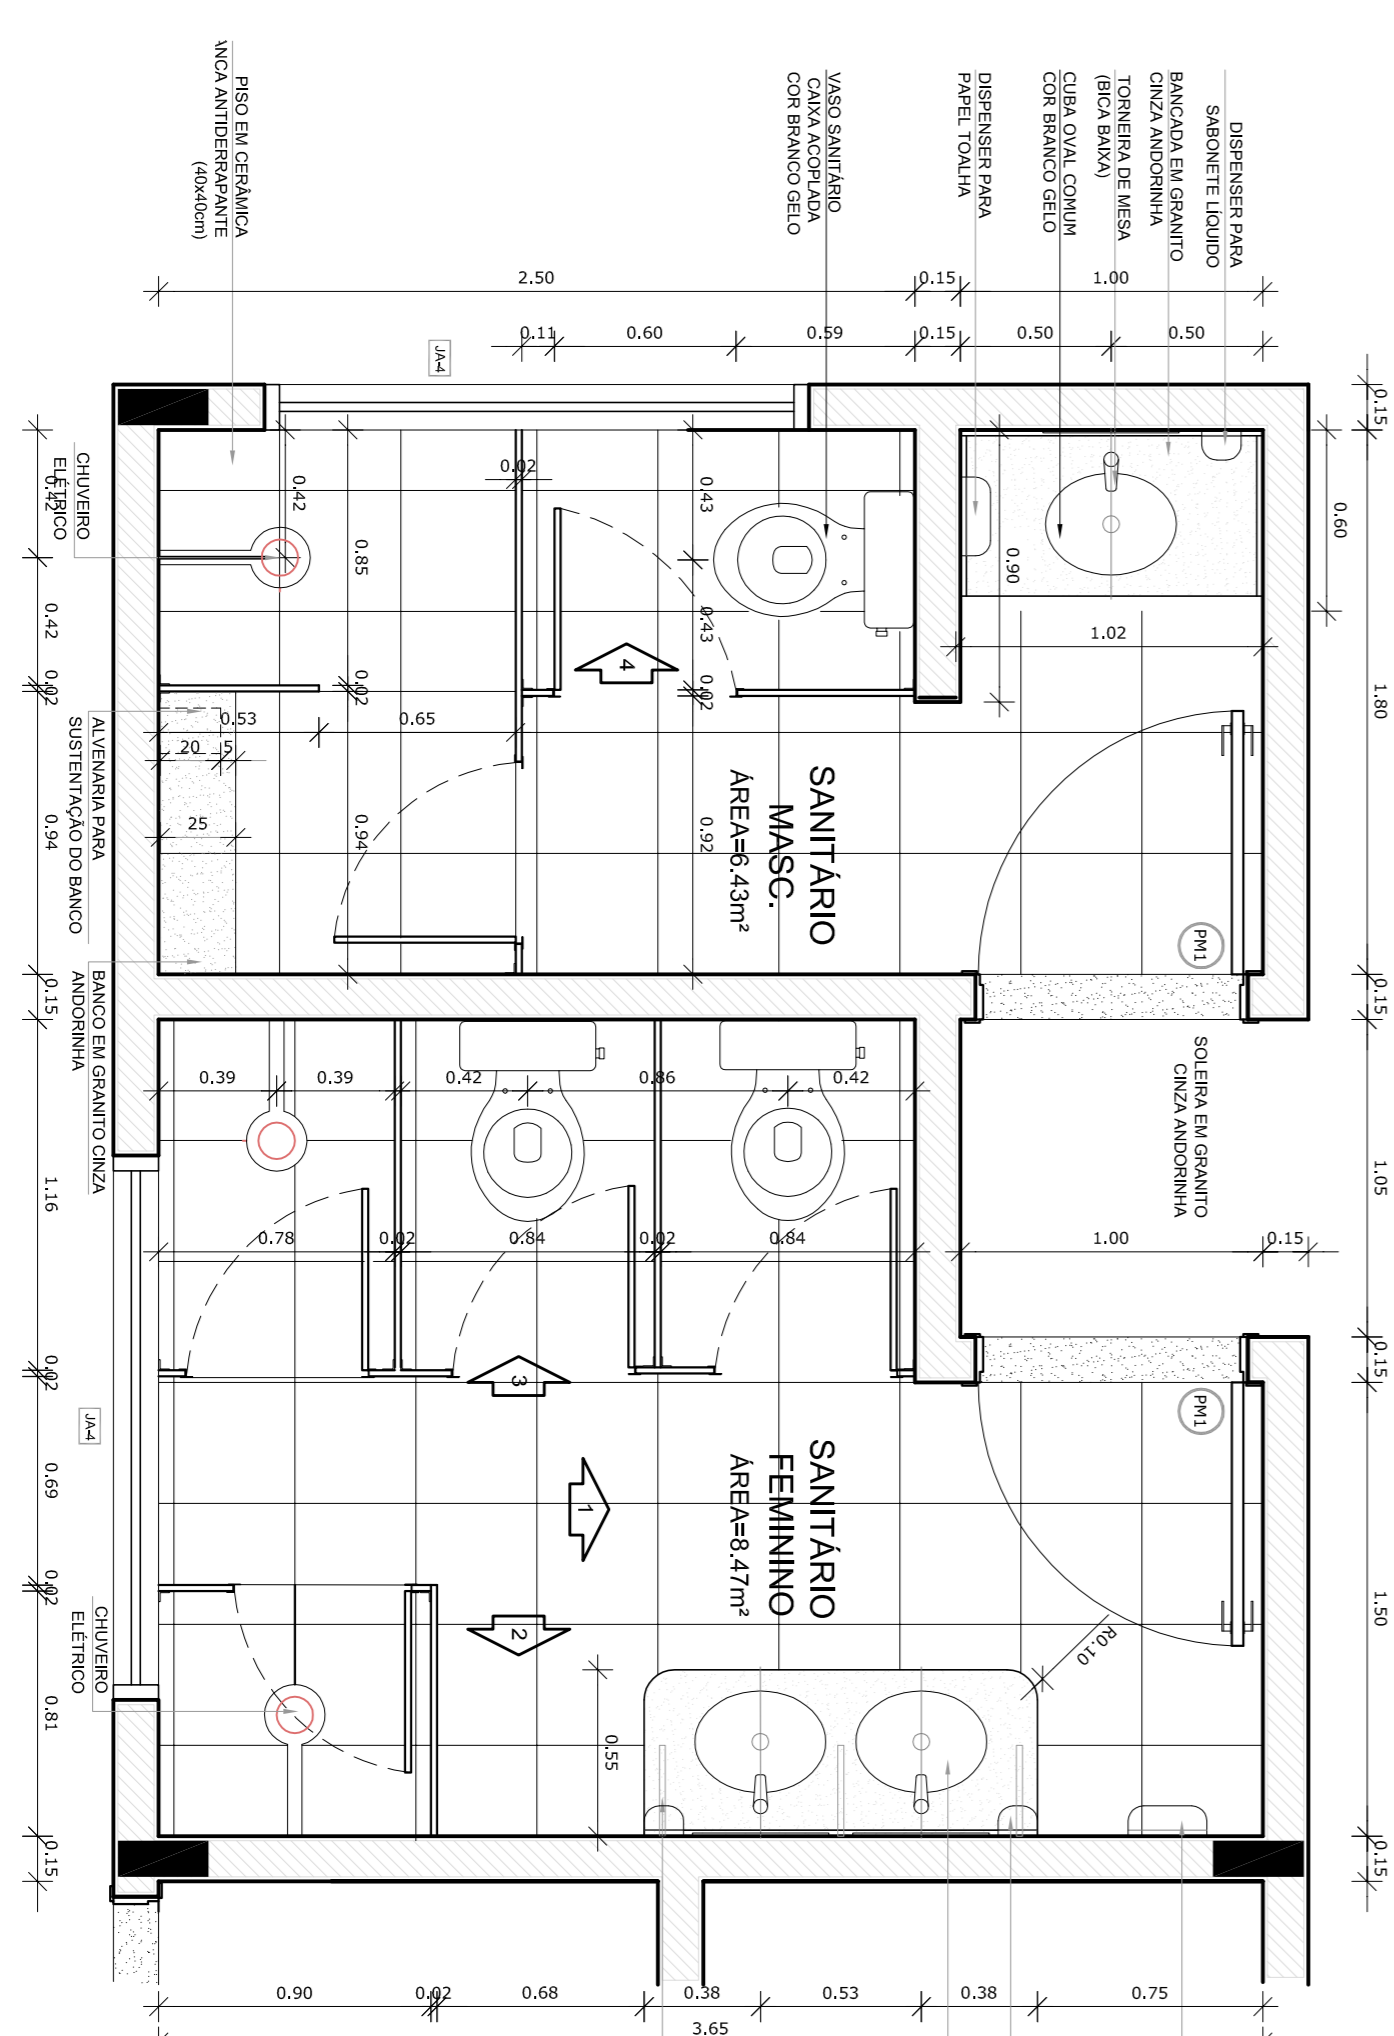 DISPENSER PARA
SABONETE LÍQUIDO
BANCADA EM GRANITO
CINZA ANDORINHA
TORNEIRA DE MESA
(BICA BAIXA)
CUBA OVAL COMUM
COR BRANCO GELO
DISPENSER PARA
PAPEL TOALHA
VASO SANITÁRIO
CAIXA ACOPLADA
COR BRANCO GELO
PISO EM CERÂMICA
ANCA ANTIDERRAPANTE
(40x40cm)
2.50
0.15
1.00
0.11
0.60
0.59
0.15
0.50
0.50
JA-4
0.15
1.80
0.15
1.05
0.15
1.50
0.15
0.60
0.90
1.02
0.02
0.43
0.43
0.02
0.92
0.42
0.85
0.02
0.94
0.53
0.65
20
5
25
4
SANITÁRIO
MASC.
ÁREA=6.43m²
PM1
CHUVEIRO
ELÉTRICO
0.42
0.42
0.02
0.94
0.15
1.16
0.02
0.69
0.02
0.81
0.15
ALVENARIA PARA
SUSTENTAÇÃO DO BANCO
BANCO EM GRANITO CINZA
ANDORINHA
SOLEIRA EM GRANITO
CINZA ANDORINHA
0.39
0.39
0.42
0.86
0.42
0.78
0.02
0.84
0.02
0.84
1.00
0.15
3
1
2
SANITÁRIO
FEMININO
ÁREA=8.47m²
PM1
JA-4
R0.10
0.55
CHUVEIRO
ELÉTRICO
0.90
0.02
0.68
0.38
0.53
0.38
0.75
3.65